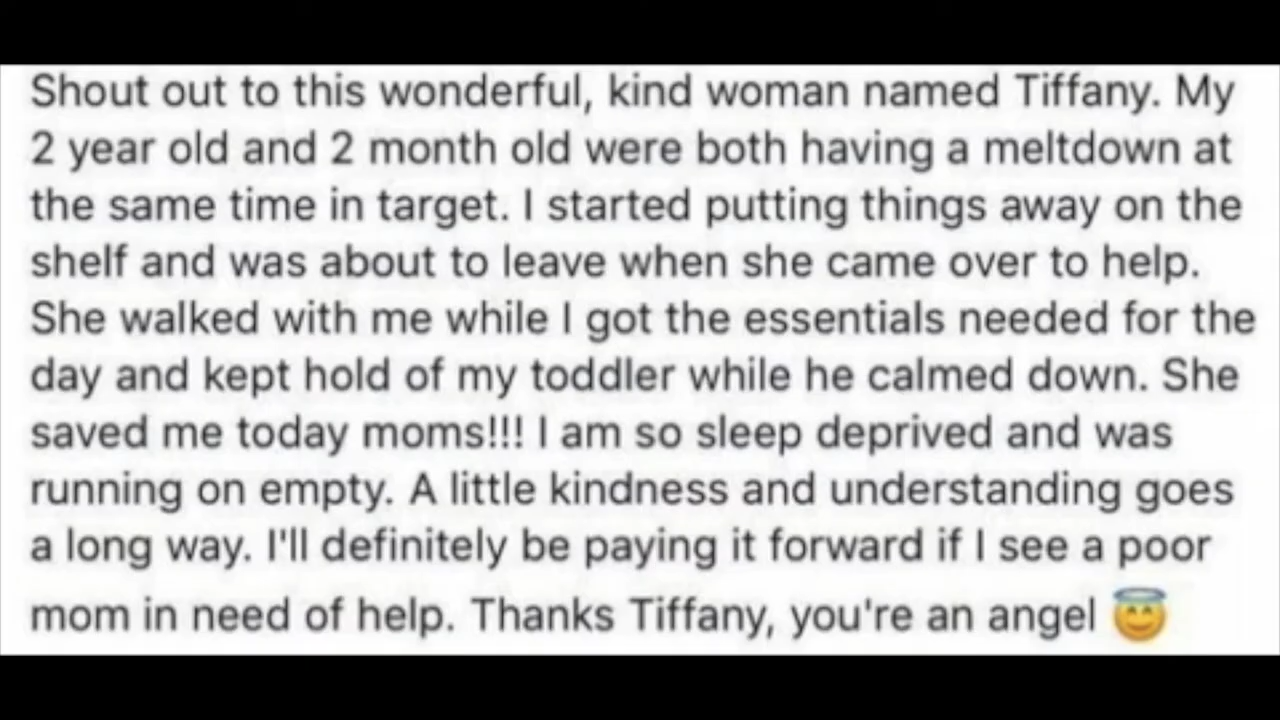 Shout out to this wonderful, kind woman named Tiffany. My
2 year old and 2 month old were both having a meltdown at
the same time in target. I started putting things away on the
shelf and was about to leave when she came over to help.
She walked with me while I got the essentials needed for the
day and kept hold of my toddler while he calmed down. She
saved me today moms!!! I am so sleep deprived and was
running on empty. A little kindness and understanding goes
a long way. I'll definitely be paying it forward if I see a poor
mom in need of help. Thanks Tiffany, you're an angel 😇